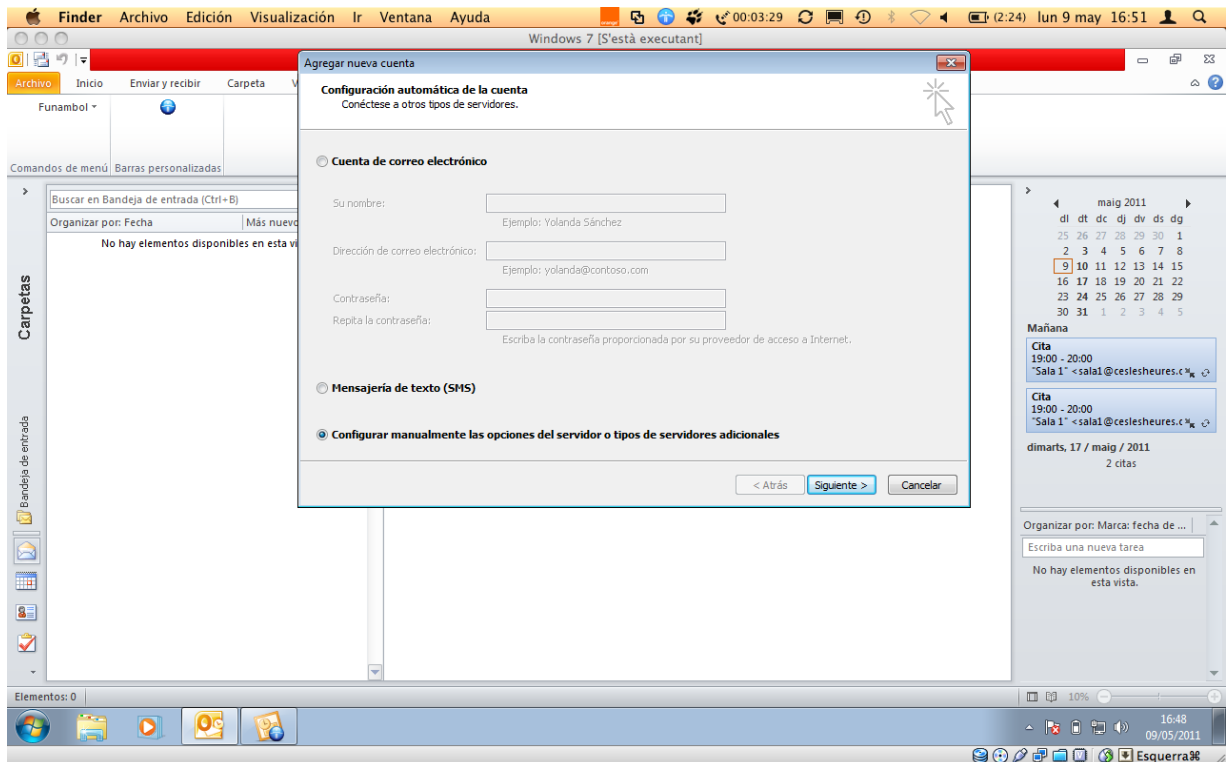 Finder Archivo Edición Visualización Ir Ventana Ayuda 00:03:29 (2:24) lun 9 may 16:51
Windows 7 [S'està executant]
Archivo Inicio Enviar y recibir Carpeta V
Funambol
Comandos de menú Barras personalizadas
Agregar nueva cuenta
Configuración automática de la cuenta
Conéctese a otros tipos de servidores.
Cuenta de correo electrónico
Su nombre:
Ejemplo: Yolanda Sánchez
Dirección de correo electrónico:
Ejemplo: yolanda@contoso.com
Contraseña:
Repita la contraseña:
Escriba la contraseña proporcionada por su proveedor de acceso a Internet.
Mensajería de texto (SMS)
Configurar manualmente las opciones del servidor o tipos de servidores adicionales
< Atrás Siguiente > Cancelar
Buscar en Bandeja de entrada (Ctrl+B)
Organizar por: Fecha Más nuevo
No hay elementos disponibles en esta vi
Carpetas
Bandeja de entrada
maig 2011
dl dt dc dj dv ds dg
25 26 27 28 29 30 1
2 3 4 5 6 7 8
9 10 11 12 13 14 15
16 17 18 19 20 21 22
23 24 25 26 27 28 29
30 31 1 2 3 4 5
Mañana
Cita
19:00 - 20:00
"Sala 1" <sala1@ceslesheures.c
Cita
19:00 - 20:00
"Sala 1" <sala1@ceslesheures.c
dimarts, 17 / maig / 2011
2 citas
Organizar por: Marca: fecha de ...
Escriba una nueva tarea
No hay elementos disponibles en
esta vista.
Elementos: 0
10%
16:48
09/05/2011
Esquerra⌘